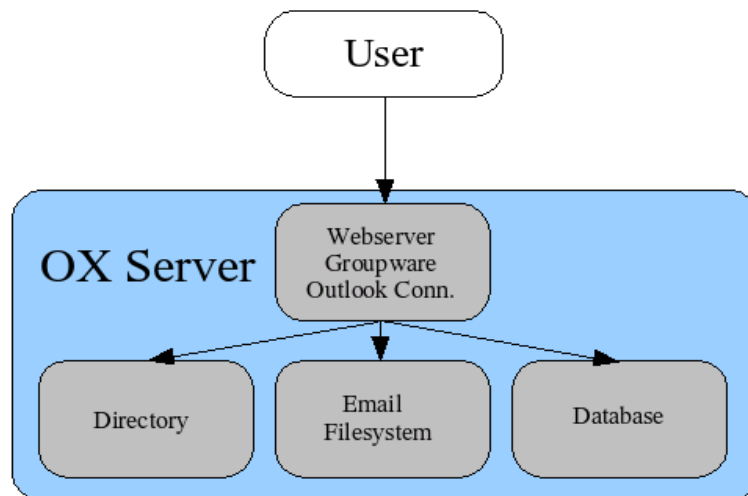 User
OX Server
Webserver
Groupware
Outlook Conn.
Directory
Email
Filesystem
Database